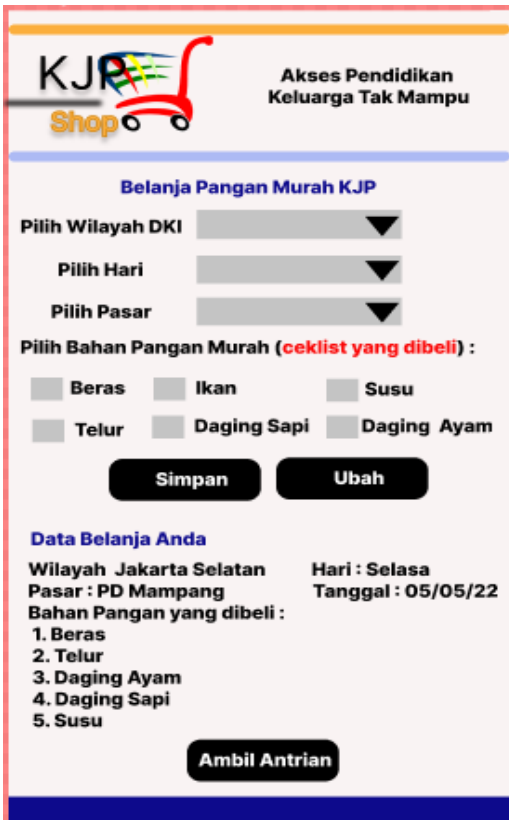 KJP
Shop
Akses Pendidikan
Keluarga Tak Mampu
Belanja Pangan Murah KJP
Pilih Wilayah DKI
Pilih Hari
Pilih Pasar
Pilih Bahan Pangan Murah (ceklist yang dibeli) :
Beras Ikan Susu
Telur Daging Sapi Daging Ayam
Simpan Ubah
Data Belanja Anda
Wilayah Jakarta Selatan Hari : Selasa
Pasar : PD Mampang Tanggal : 05/05/22
Bahan Pangan yang dibeli :
1. Beras
2. Telur
3. Daging Ayam
4. Daging Sapi
5. Susu
Ambil Antrian